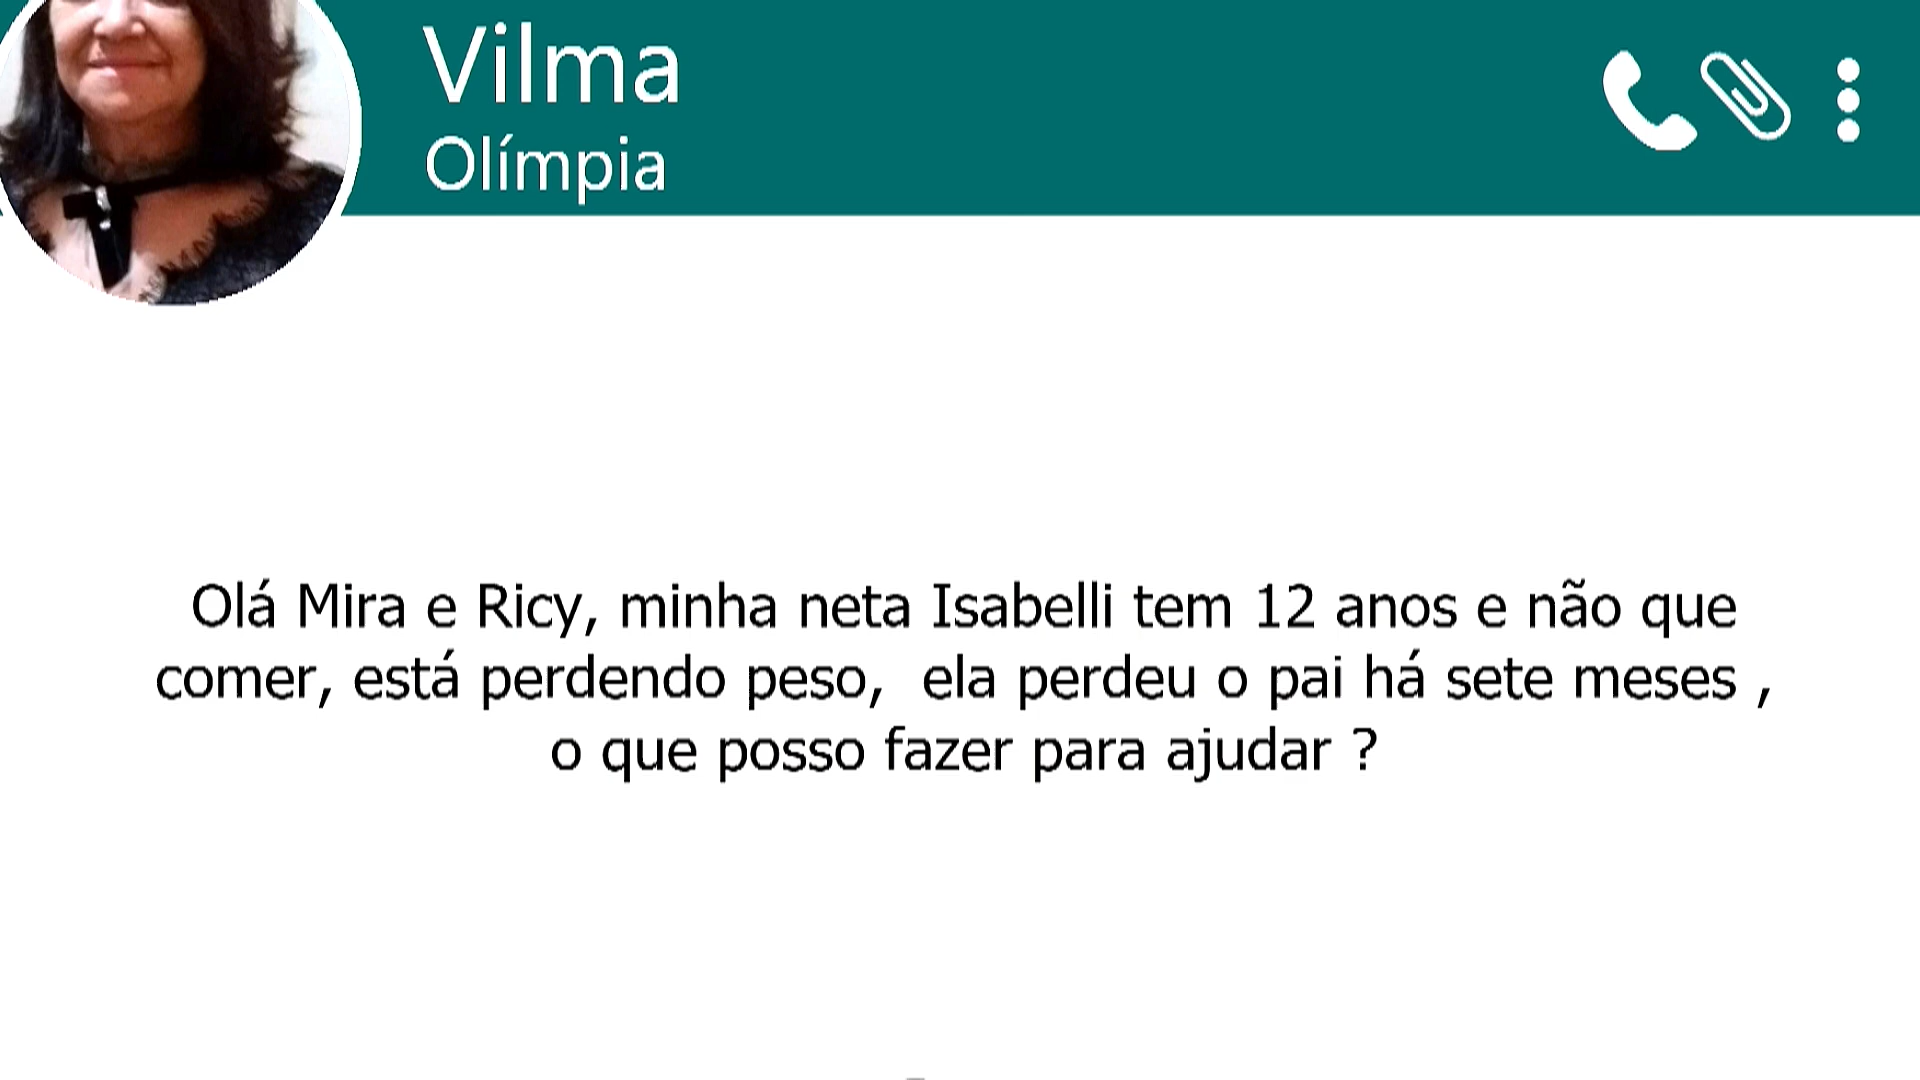 Vilma
Olímpia
Olá Mira e Ricy, minha neta Isabelli tem 12 anos e não que
comer, está perdendo peso,  ela perdeu o pai há sete meses ,
o que posso fazer para ajudar ?